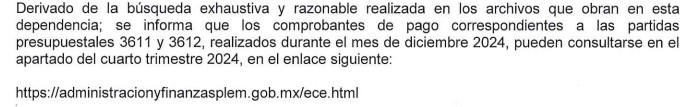 Derivado de la búsqueda exhaustiva y razonable realizada en los archivos que obran en esta
dependencia; se informa que los comprobantes de pago correspondientes a las partidas
presupuestales 3611 y 3612, realizados durante el mes de diciembre 2024, pueden consultarse en el
apartado del cuarto trimestre 2024, en el enlace siguiente:
https://administracionyfinanzasplem.gob.mx/ece.html